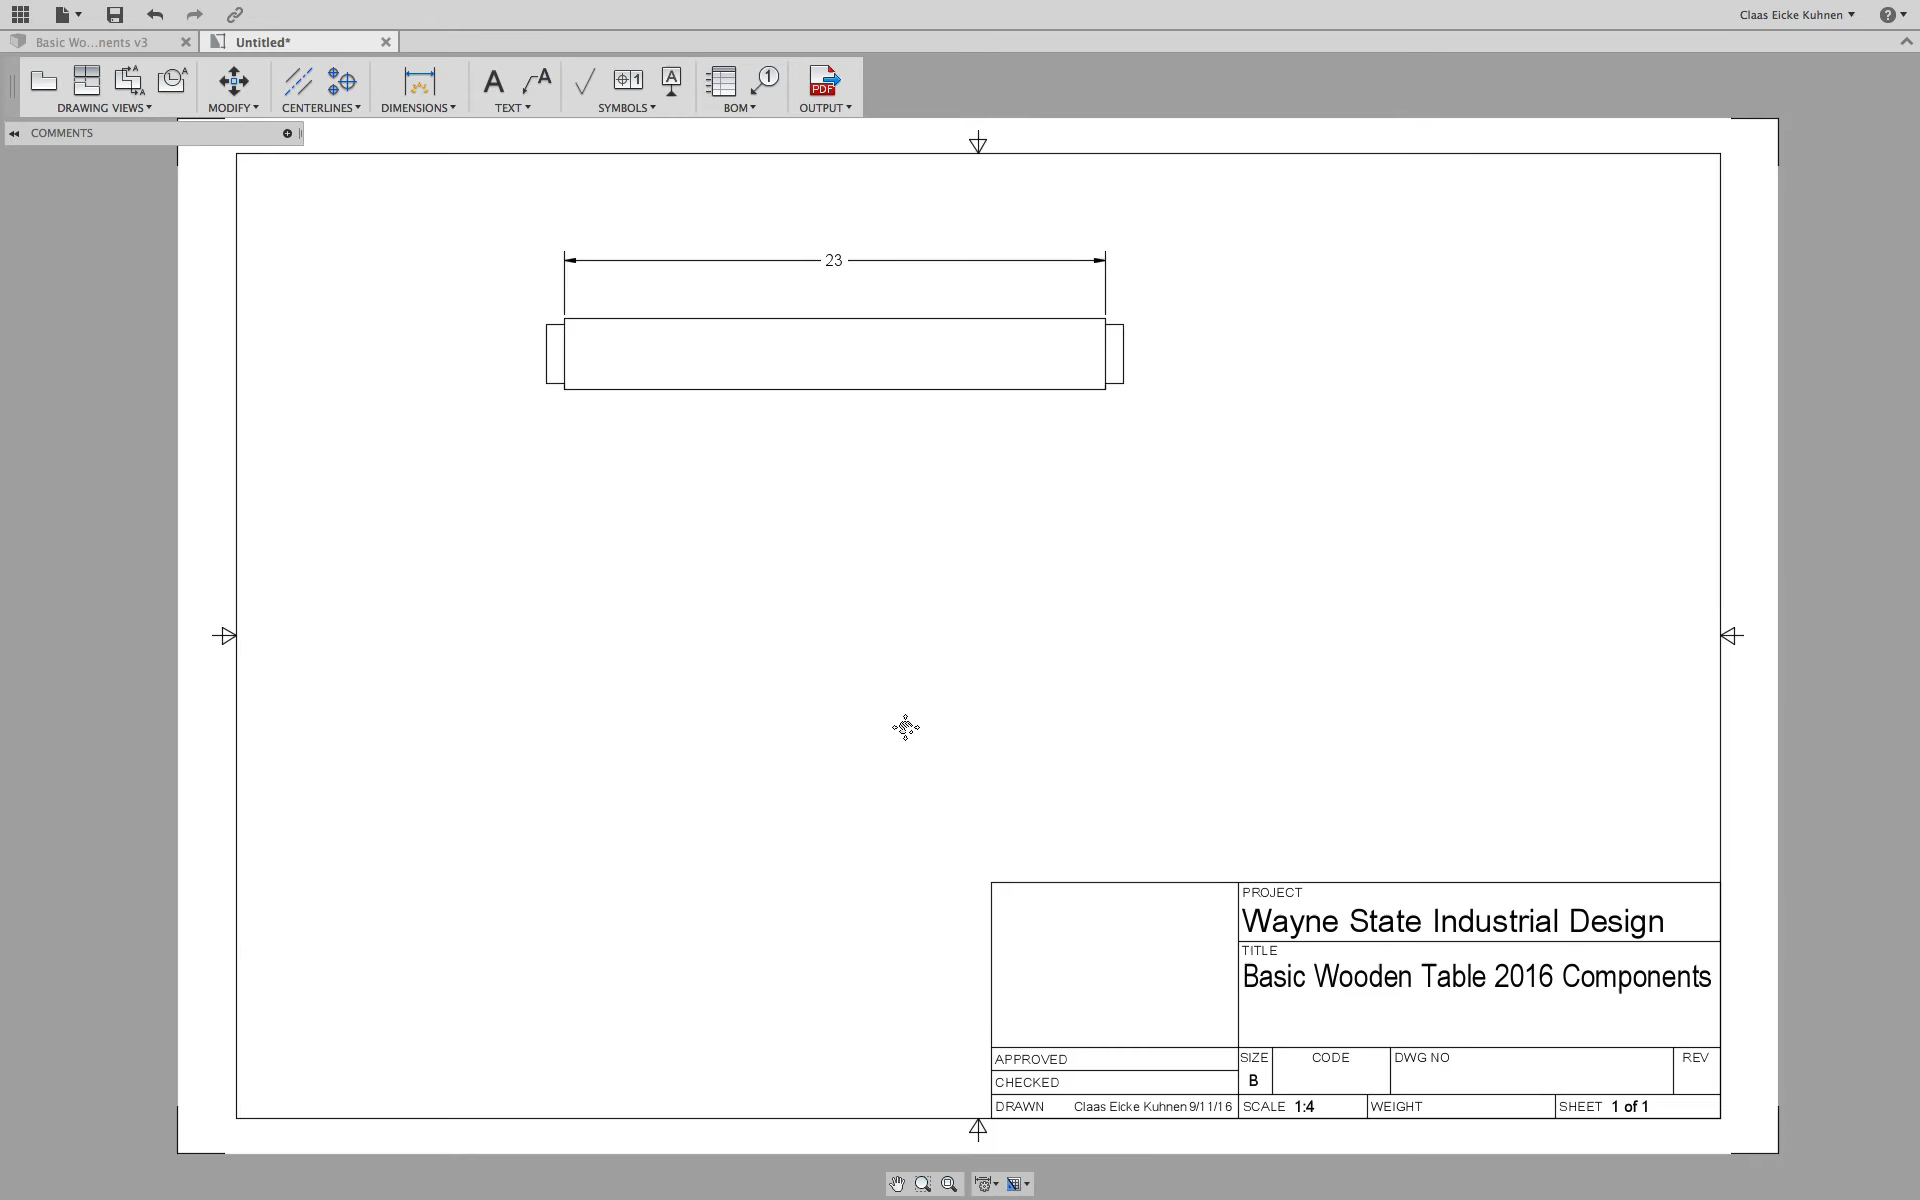 Claas Eicke Kuhnen
?
Basic Wo...nents v3
Untitled*
A
A
A
A
1
A
1
PDF
DRAWING VIEWS
MODIFY
CENTERLINES
DIMENSIONS
TEXT
SYMBOLS
BOM
OUTPUT
COMMENTS
23
PROJECT
Wayne State Industrial Design
TITLE
Basic Wooden Table 2016 Components
APPROVED
SIZE CODE DWG NO REV
B
CHECKED
DRAWN Claas Eicke Kuhnen 9/11/16 SCALE 1:4 WEIGHT SHEET 1 of 1